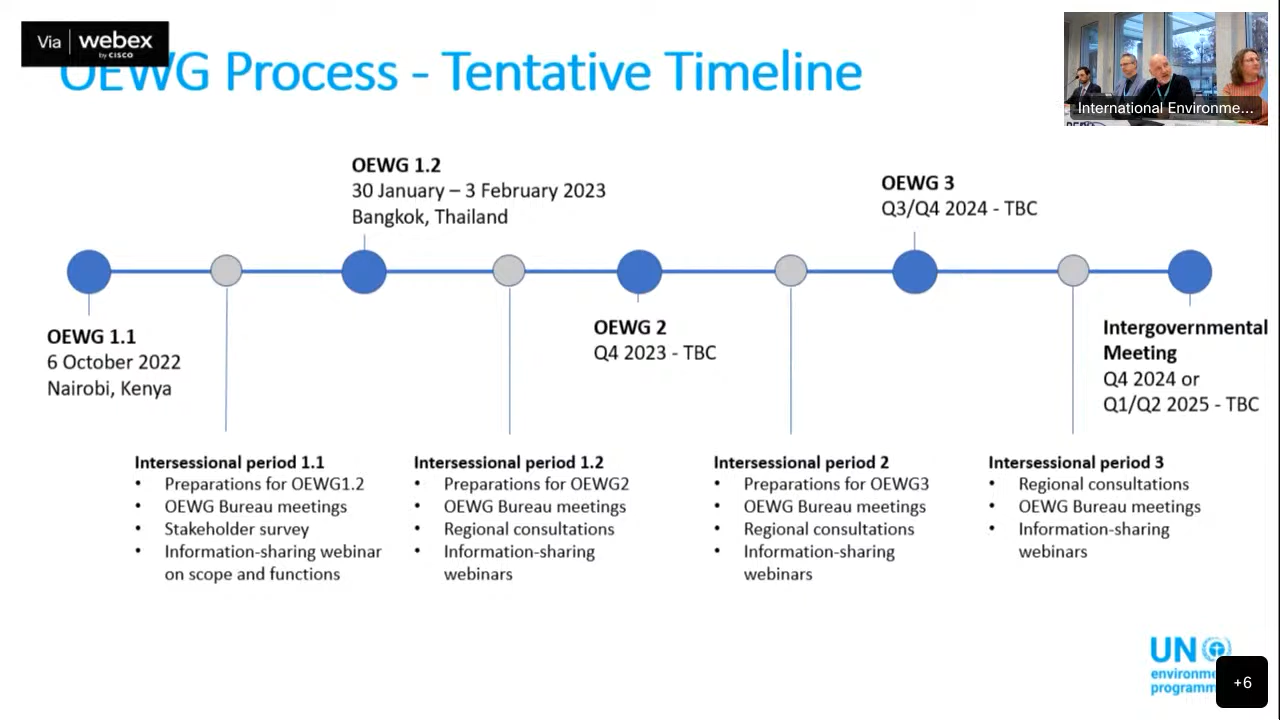 Via webex
by CISCO
OEWG Process - Tentative Timeline
International Environme...
OEWG 1.2
30 January – 3 February 2023
Bangkok, Thailand
OEWG 3
Q3/Q4 2024 - TBC
OEWG 1.1
6 October 2022
Nairobi, Kenya
OEWG 2
Q4 2023 - TBC
Intergovernmental
Meeting
Q4 2024 or
Q1/Q2 2025 - TBC
Intersessional period 1.1
• Preparations for OEWG1.2
• OEWG Bureau meetings
• Stakeholder survey
• Information-sharing webinar
on scope and functions
Intersessional period 1.2
• Preparations for OEWG2
• OEWG Bureau meetings
• Regional consultations
• Information-sharing
webinars
Intersessional period 2
• Preparations for OEWG3
• OEWG Bureau meetings
• Regional consultations
• Information-sharing
webinars
Intersessional period 3
• Regional consultations
• OEWG Bureau meetings
• Information-sharing
webinars
UN
environme
programm
+6